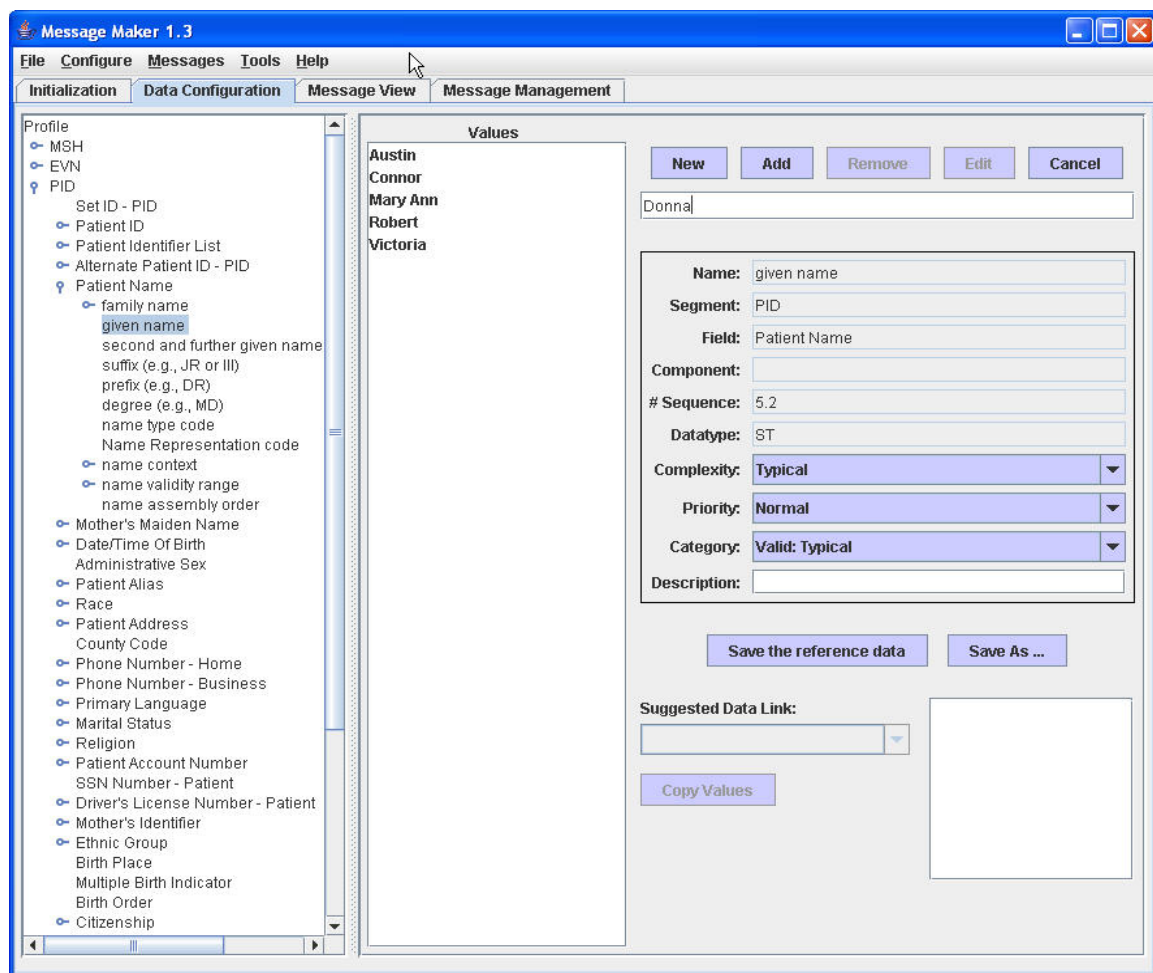 Message Maker 1.3
File Configure Messages Tools Help
Initialization Data Configuration Message View Message Management
Profile
MSH
EVN
PID
Set ID - PID
Patient ID
Patient Identifier List
Alternate Patient ID - PID
Patient Name
family name
given name
second and further given name
suffix (e.g., JR or III)
prefix (e.g., DR)
degree (e.g., MD)
name type code
Name Representation code
name context
name validity range
name assembly order
Mother's Maiden Name
Date/Time Of Birth
Administrative Sex
Patient Alias
Race
Patient Address
County Code
Phone Number - Home
Phone Number - Business
Primary Language
Marital Status
Religion
Patient Account Number
SSN Number - Patient
Driver's License Number - Patient
Mother's Identifier
Ethnic Group
Birth Place
Multiple Birth Indicator
Birth Order
Citizenship
Values
Austin
Connor
Mary Ann
Robert
Victoria
New Add Remove Edit Cancel
Donna
Name: given name
Segment: PID
Field: Patient Name
Component:
# Sequence: 5.2
Datatype: ST
Complexity: Typical
Priority: Normal
Category: Valid: Typical
Description:
Save the reference data Save As ...
Suggested Data Link:
Copy Values